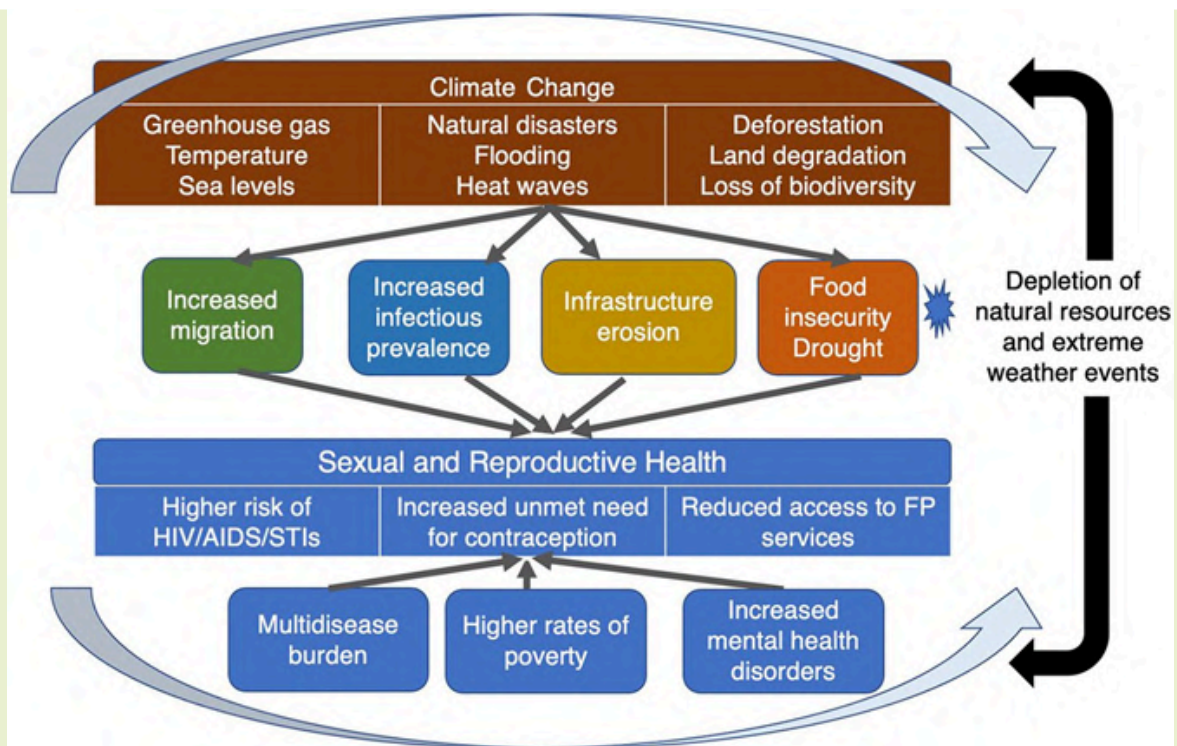 Climate Change
Greenhouse gas
Temperature
Sea levels
Natural disasters
Flooding
Heat waves
Deforestation
Land degradation
Loss of biodiversity
Increased
migration
Increased
infectious
prevalence
Infrastructure
erosion
Food
insecurity
Drought
Depletion of
natural resources
and extreme
weather events
Sexual and Reproductive Health
Higher risk of
HIV/AIDS/STIs
Increased unmet need
for contraception
Reduced access to FP
services
Multidisease
burden
Higher rates of
poverty
Increased
mental health
disorders